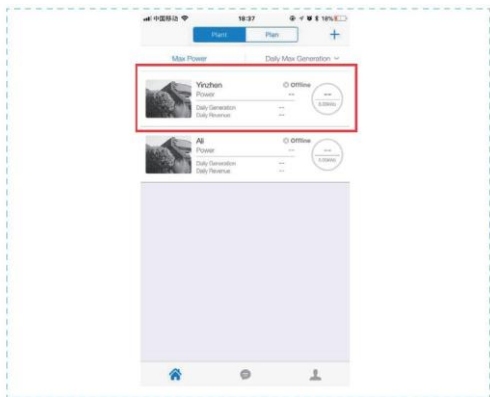 中国移动 18:37 18%
Plant Plan +
Max Power Daily Max Generation
Yinzhen Offline
Power -- --
Daily Generation --
Daily Revenue --
Ali Offline
Power -- --
Daily Generation --
Daily Revenue --